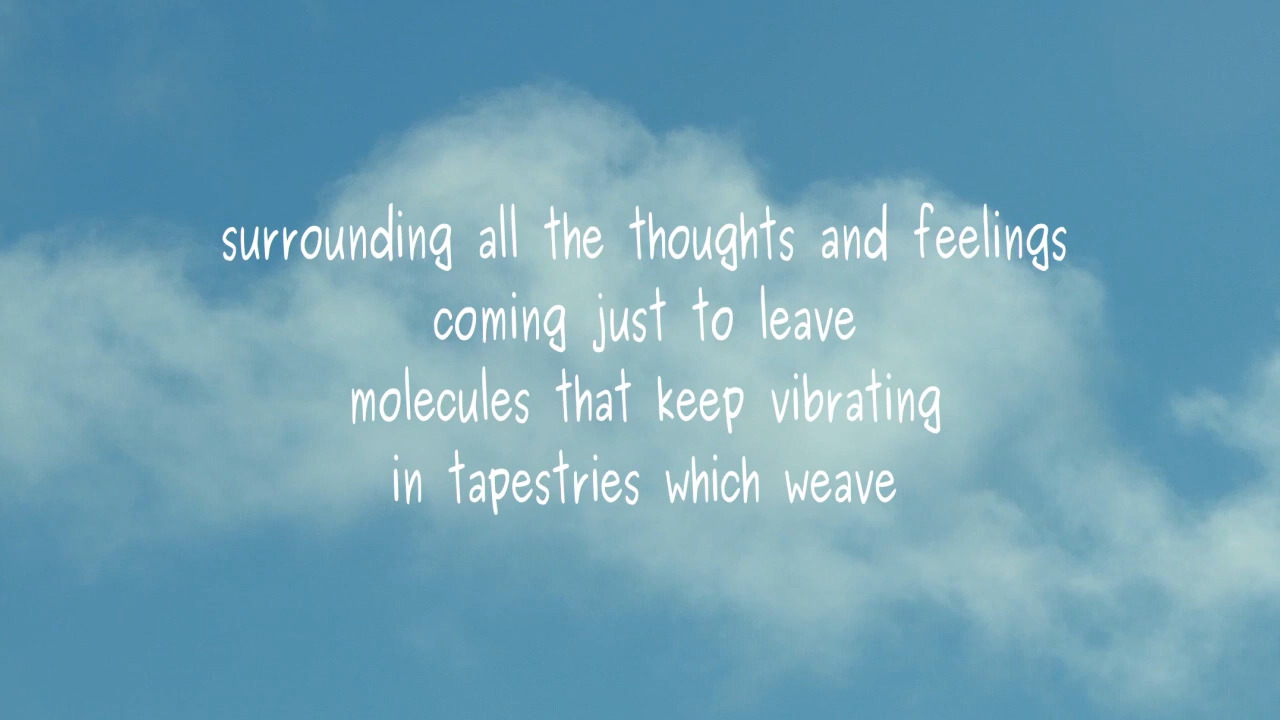 surrounding all the thoughts and feelings
coming just to leave
molecules that keep vibrating
in tapestries which weave